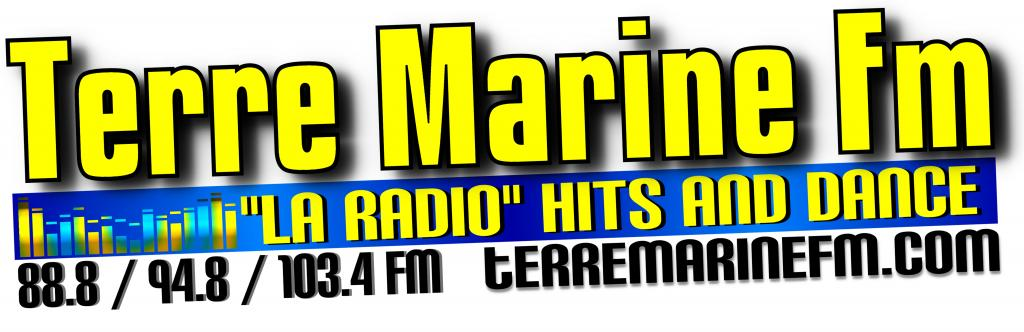 Terre Marine Fm
"LA RADIO" HITS AND DANCE
88.8 / 94.8 / 103.4 FM TERREMARINEFM.COM